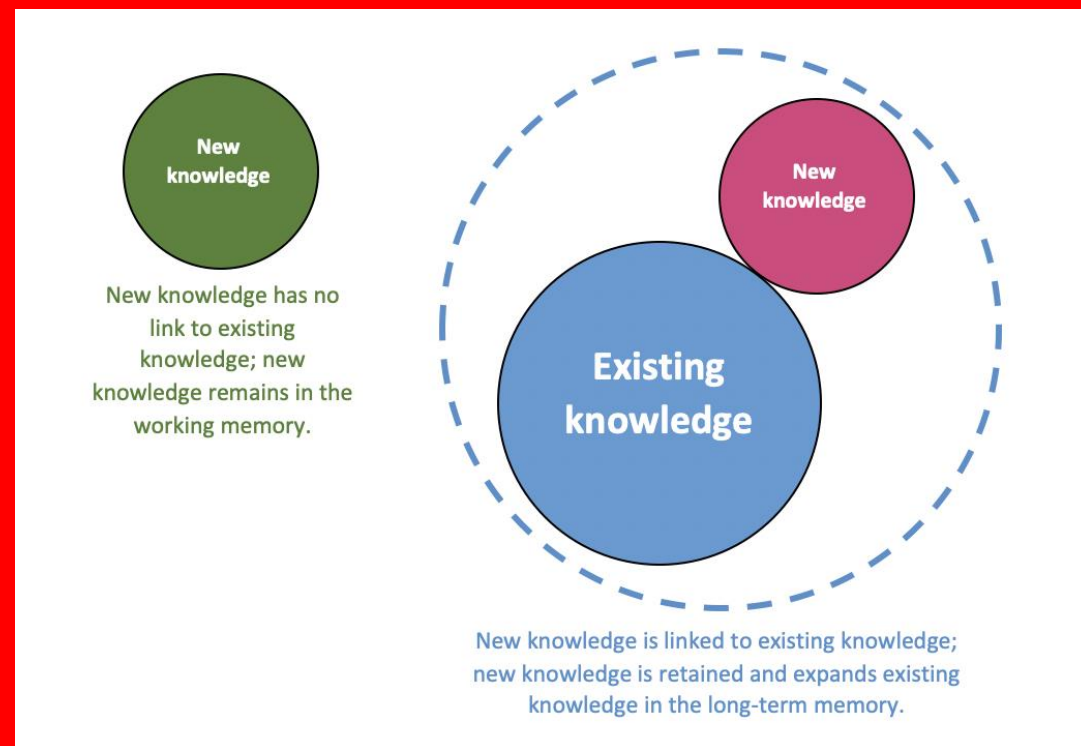 New
knowledge
New knowledge has no
link to existing
knowledge; new
knowledge remains in the
working memory.
New
knowledge
Existing
knowledge
New knowledge is linked to existing knowledge;
new knowledge is retained and expands existing
knowledge in the long-term memory.